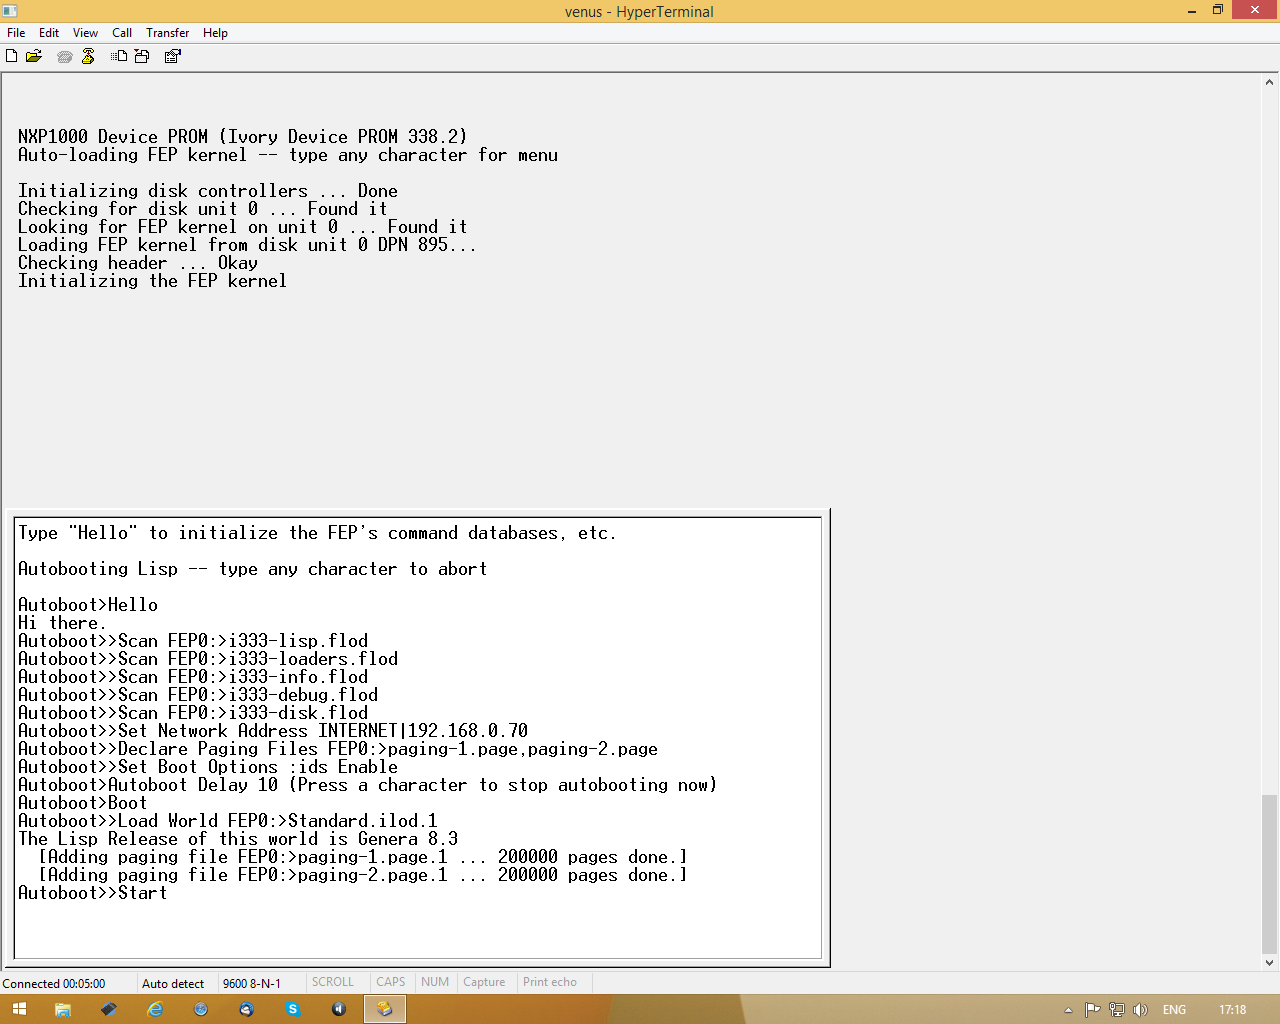 venus - HyperTerminal
File Edit View Call Transfer Help
NXP1000 Device PROM (Ivory Device PROM 338.2)
Auto-loading FEP kernel -- type any character for menu
Initializing disk controllers ... Done
Checking for disk unit 0 ... Found it
Looking for FEP kernel on unit 0 ... Found it
Loading FEP kernel from disk unit 0 DPN 895...
Checking header ... Okay
Initializing the FEP kernel
Type "Hello" to initialize the FEP's command databases, etc.
Autobooting Lisp -- type any character to abort
Autoboot>Hello
Hi there.
Autoboot>>Scan FEP0:>i333-lisp.flod
Autoboot>>Scan FEP0:>i333-loaders.flod
Autoboot>>Scan FEP0:>i333-info.flod
Autoboot>>Scan FEP0:>i333-debug.flod
Autoboot>>Scan FEP0:>i333-disk.flod
Autoboot>>Set Network Address INTERNET|192.168.0.70
Autoboot>>Declare Paging Files FEP0:>paging-1.page,paging-2.page
Autoboot>>Set Boot Options :ids Enable
Autoboot>Autoboot Delay 10 (Press a character to stop autobooting now)
Autoboot>Boot
Autoboot>>Load World FEP0:>Standard.ilod.1
The Lisp Release of this world is Genera 8.3
[Adding paging file FEP0:>paging-1.page.1 ... 200000 pages done.]
[Adding paging file FEP0:>paging-2.page.1 ... 200000 pages done.]
Autoboot>>Start
Connected 00:05:00 Auto detect 9600 8-N-1 SCROLL CAPS NUM Capture Print echo
ENG 17:18